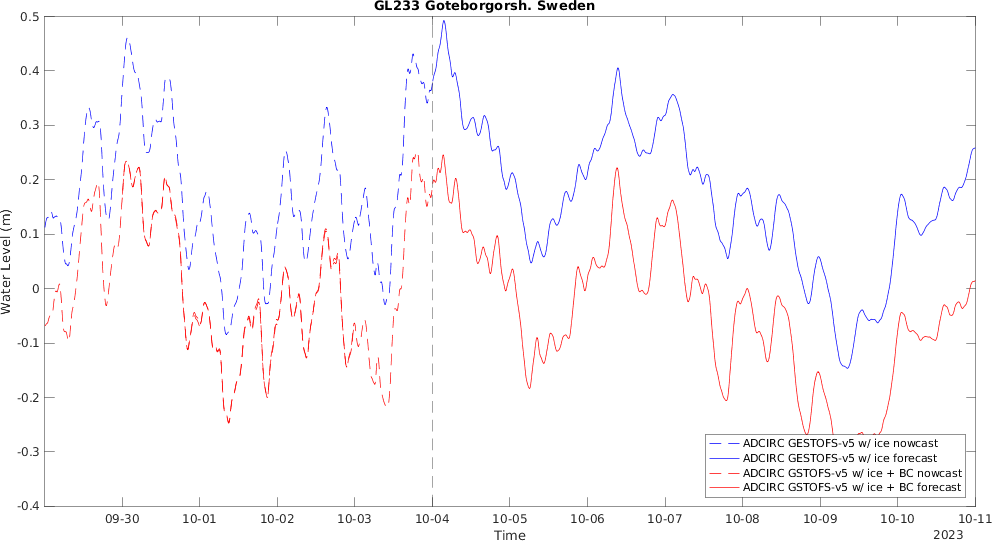 GL233 Goteborgorsh. Sweden
Water Level (m)
0.5
0.4
0.3
0.2
0.1
0
-0.1
-0.2
-0.3
-0.4
ADCIRC GESTOFS-v5 w/ ice nowcast
ADCIRC GESTOFS-v5 w/ ice forecast
ADCIRC GSTOFS-v5 w/ ice + BC nowcast
ADCIRC GSTOFS-v5 w/ ice + BC forecast
09-30 10-01 10-02 10-03 10-04 10-05 10-06 10-07 10-08 10-09 10-10 10-11
Time
2023